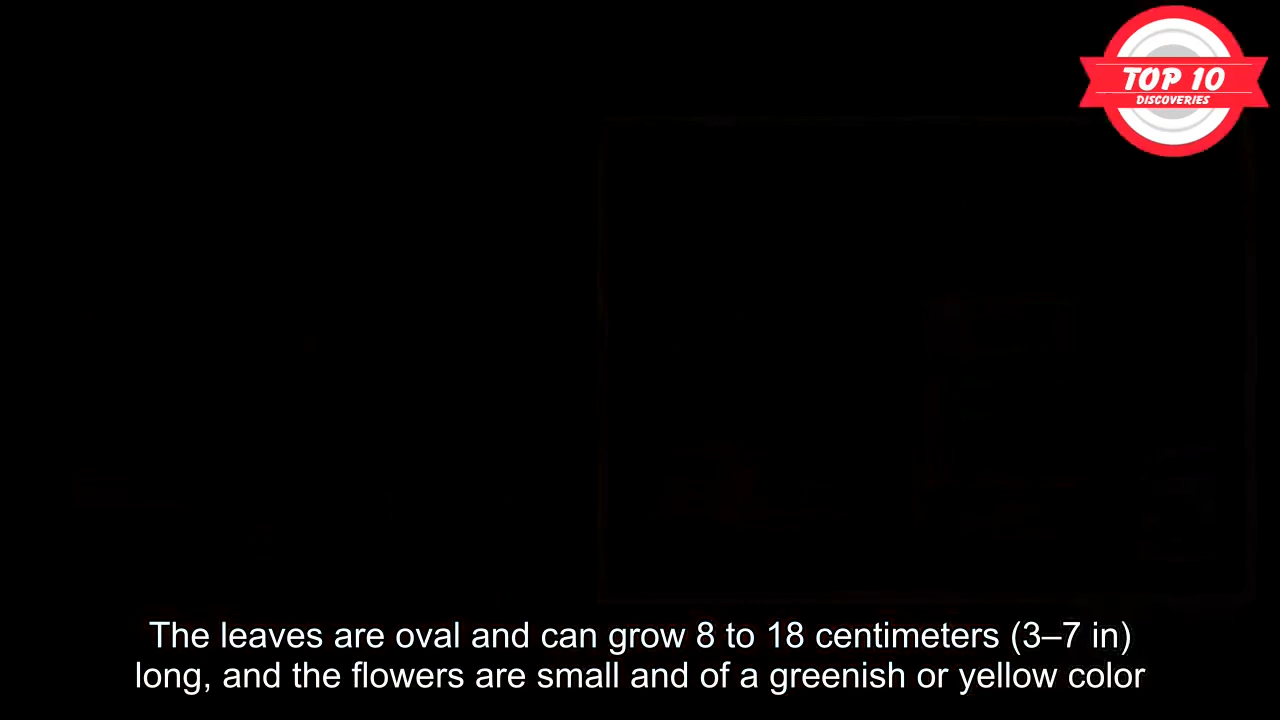 TOP 10
DISCOVERIES
The leaves are oval and can grow 8 to 18 centimeters (3–7 in)
long, and the flowers are small and of a greenish or yellow color